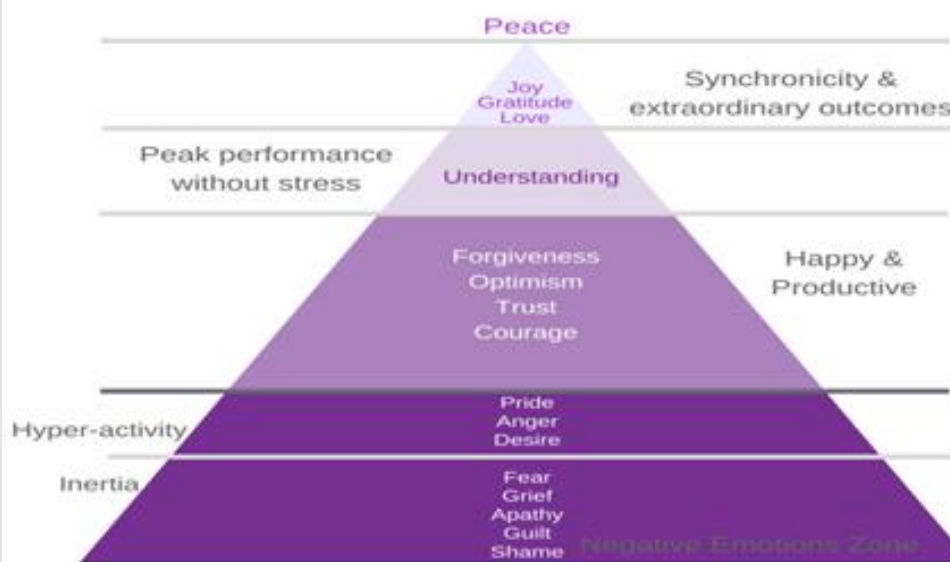 Peace
Joy
Gratitude
Love
Synchronicity &
extraordinary outcomes
Peak performance
without stress
Understanding
Forgiveness
Optimism
Trust
Courage
Happy &
Productive
Pride
Anger
Desire
Hyper-activity
Inertia
Fear
Grief
Apathy
Guilt
Shame
Negative Emotions Zone